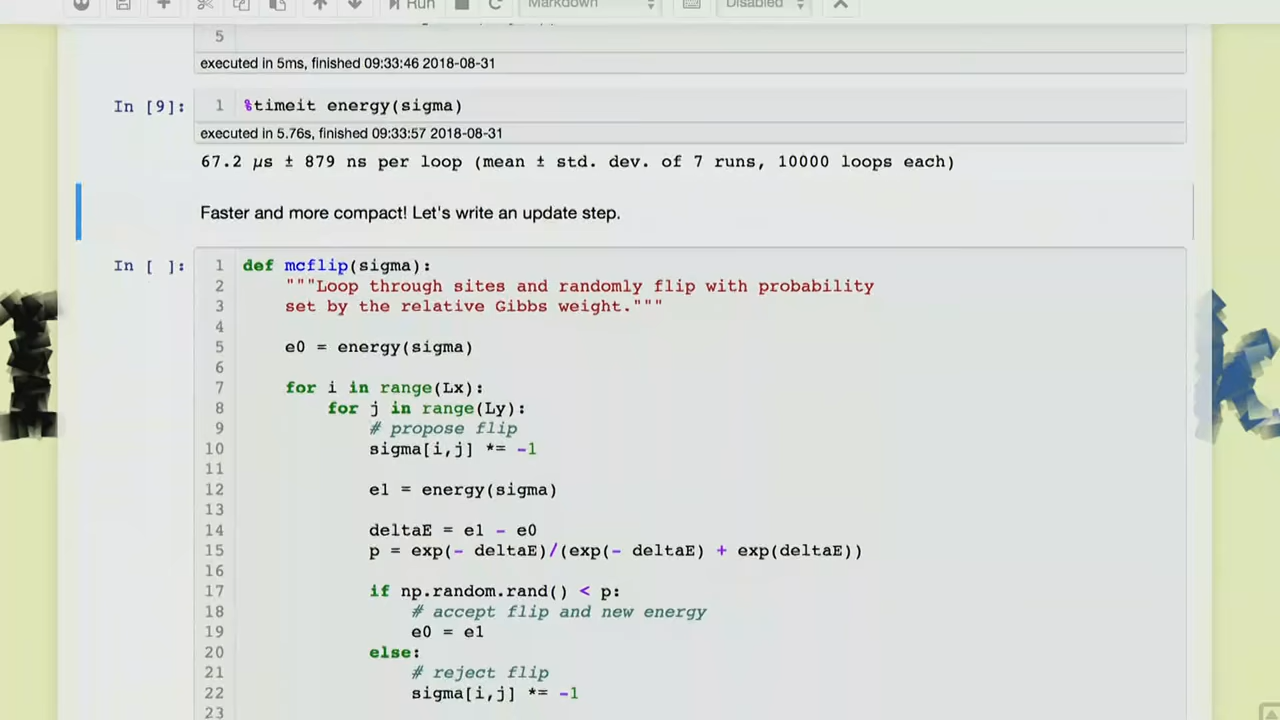 Run
Markdown
Disabled
5
executed in 5ms, finished 09:33:46 2018-08-31
In [9]: 1 %timeit energy(sigma)
executed in 5.76s, finished 09:33:57 2018-08-31
67.2 µs ± 879 ns per loop (mean ± std. dev. of 7 runs, 10000 loops each)
Faster and more compact! Let's write an update step.
In [ ]: 1 def mcflip(sigma):
2 """Loop through sites and randomly flip with probability
3 set by the relative Gibbs weight."""
4
5 e0 = energy(sigma)
6
7 for i in range(Lx):
8 for j in range(Ly):
9 # propose flip
10 sigma[i,j] *= -1
11
12 e1 = energy(sigma)
13
14 deltaE = e1 - e0
15 p = exp(- deltaE)/(exp(- deltaE) + exp(deltaE))
16
17 if np.random.rand() < p:
18 # accept flip and new energy
19 e0 = e1
20 else:
21 # reject flip
22 sigma[i,j] *= -1
23